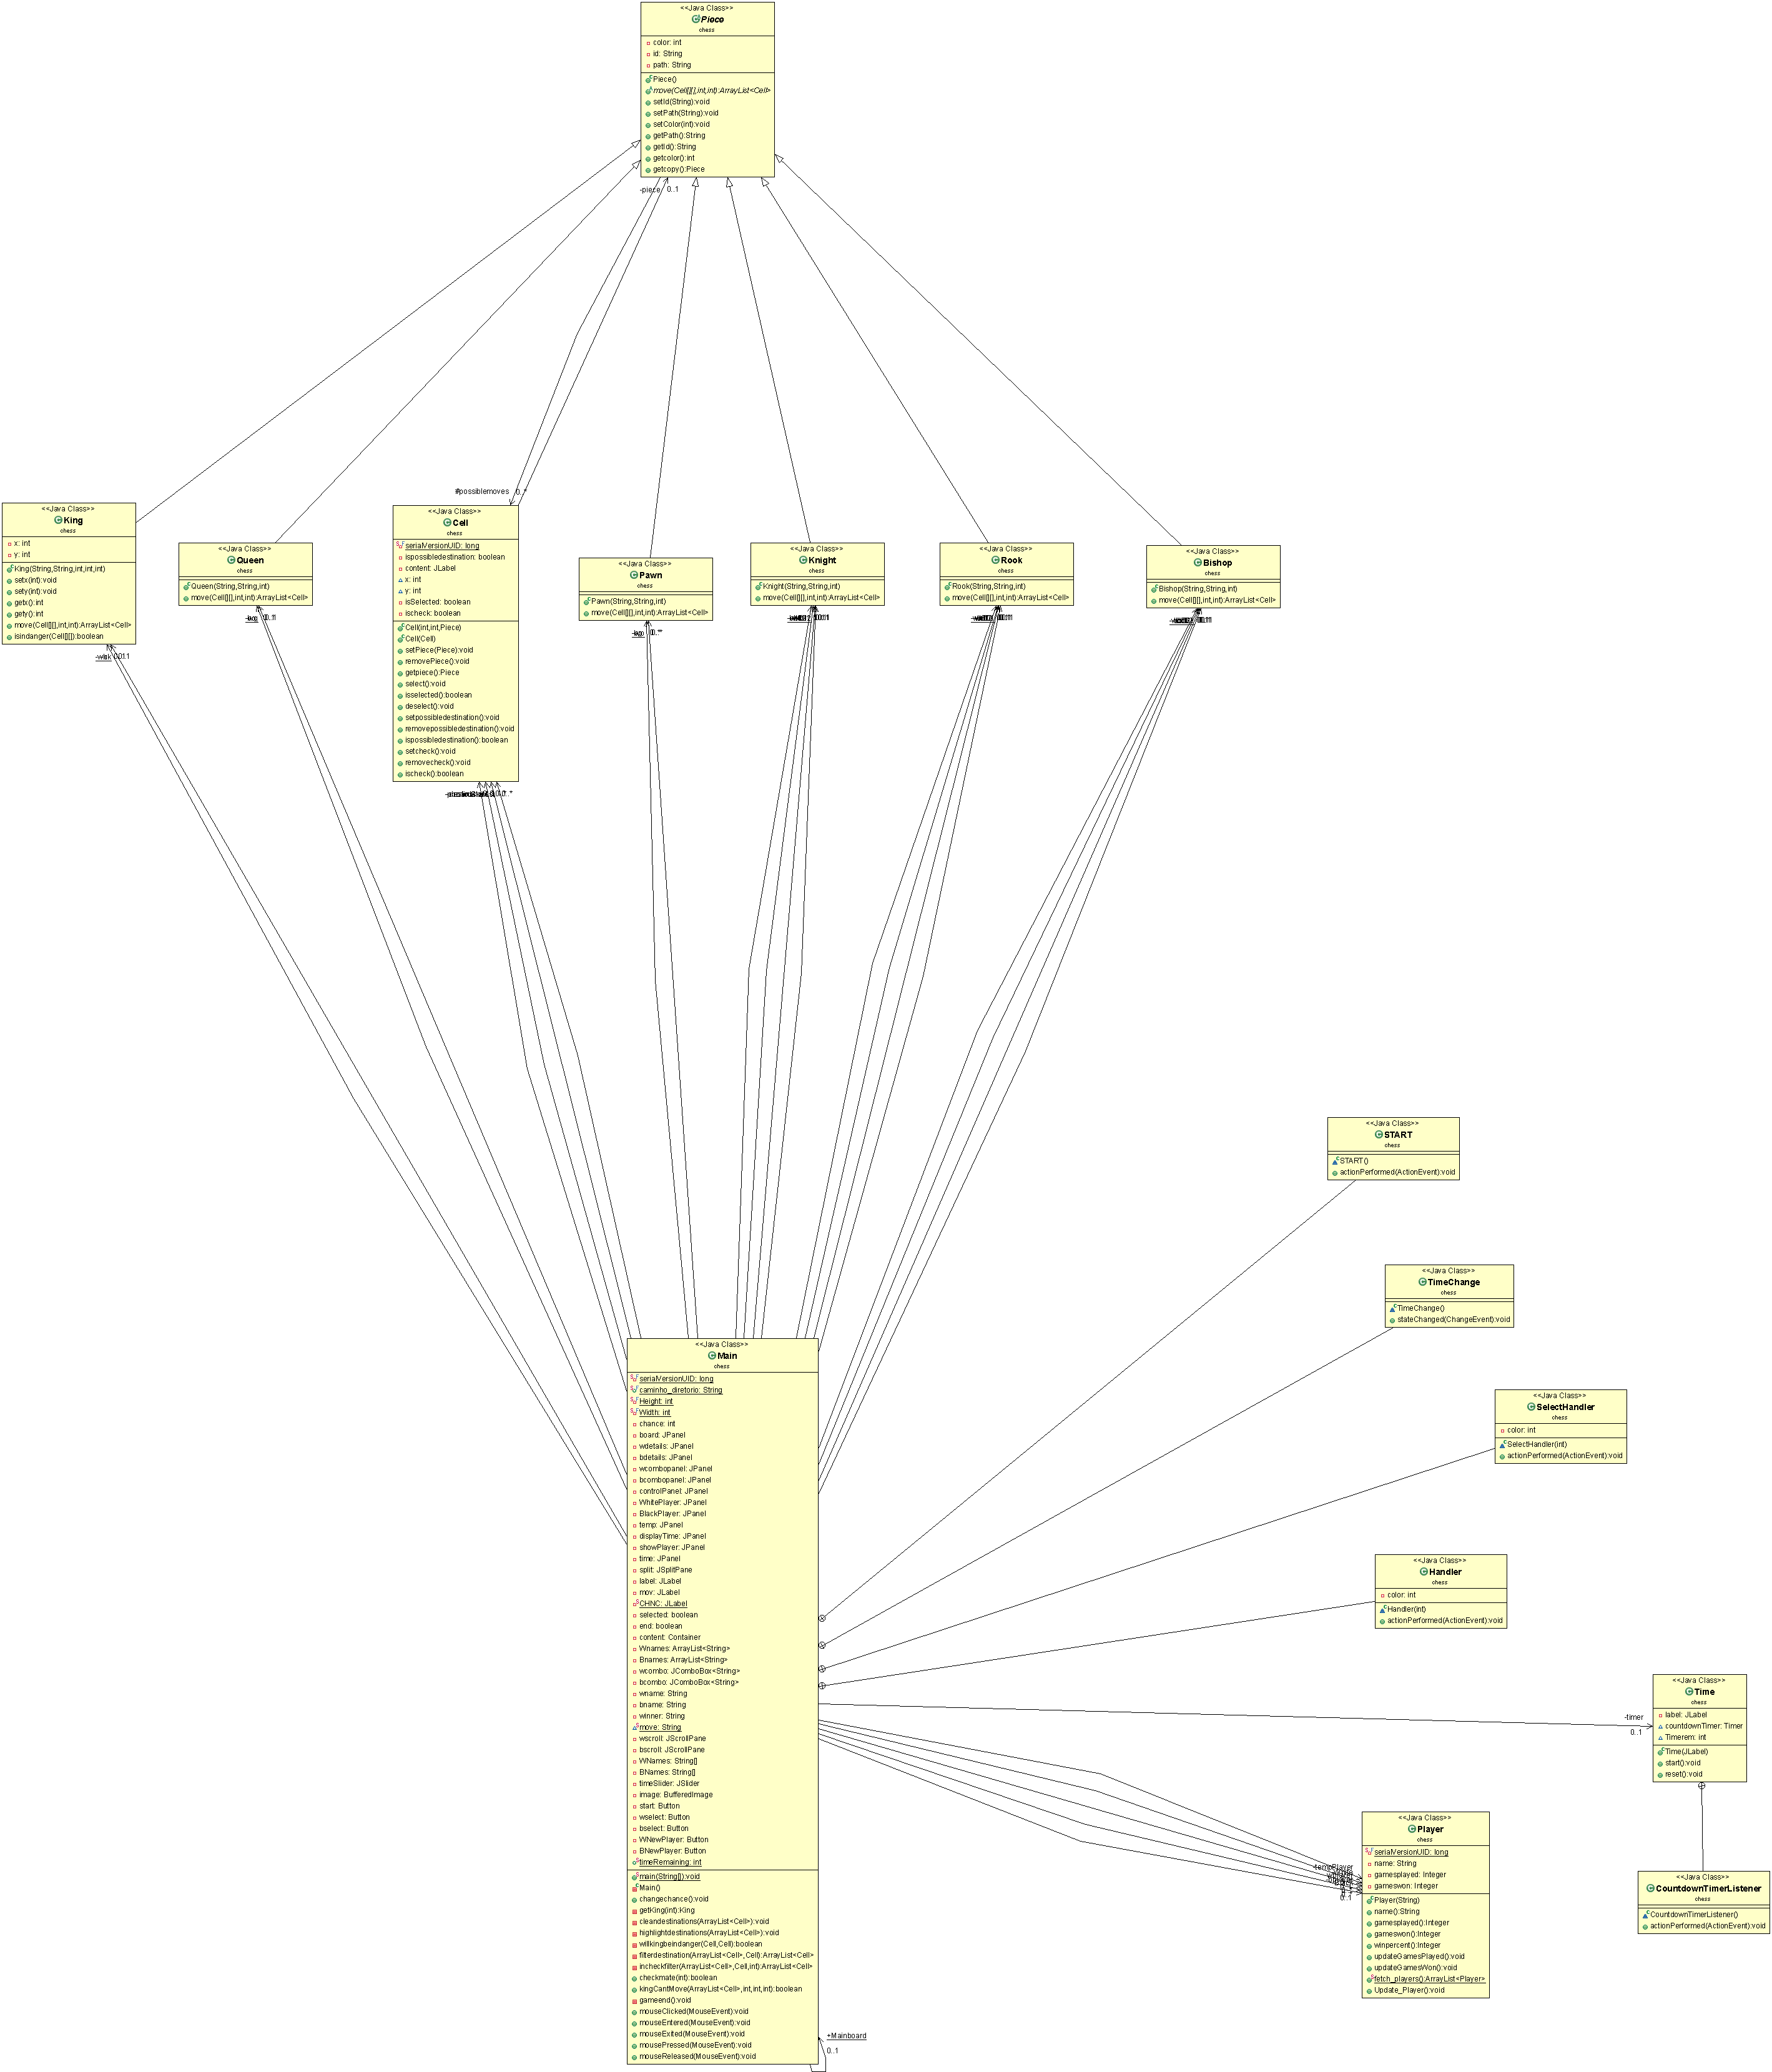 <<Java Class>>
Piece
chess
color: int
id: String
path: String
Piece()
move(Cell[][],int,int):ArrayList<Cell>
setId(String):void
setPath(String):void
setColor(int):void
getPath():String
getId():String
getcolor():int
getcopy():Piece
-piece 0..1
<<Java Class>>
King
chess
x: int
y: int
King(String,String,int,int,int)
setx(int):void
sety(int):void
getx():int
gety():int
move(Cell[][],int,int):ArrayList<Cell>
isindanger(Cell[][]):boolean
<<Java Class>>
Queen
chess
Queen(String,String,int)
move(Cell[][],int,int):ArrayList<Cell>
#possiblemoves 0..*
<<Java Class>>
Cell
chess
serialVersionUID: long
ispossibledestination: boolean
content: JLabel
x: int
y: int
isSelected: boolean
ischeck: boolean
Cell(int,int,Piece)
Cell(Cell)
setPiece(Piece):void
removePiece():void
getpiece():Piece
select():void
isselected():boolean
deselect():void
setpossibledestination():void
removepossibledestination():void
ispossibledestination():boolean
setcheck():void
removecheck():void
ischeck():boolean
<<Java Class>>
Pawn
chess
Pawn(String,String,int)
move(Cell[][],int,int):ArrayList<Cell>
<<Java Class>>
Knight
chess
Knight(String,String,int)
move(Cell[][],int,int):ArrayList<Cell>
<<Java Class>>
Rook
chess
Rook(String,String,int)
move(Cell[][],int,int):ArrayList<Cell>
<<Java Class>>
Bishop
chess
Bishop(String,String,int)
move(Cell[][],int,int):ArrayList<Cell>
<<Java Class>>
START
chess
START()
actionPerformed(ActionEvent):void
<<Java Class>>
TimeChange
chess
TimeChange()
stateChanged(ChangeEvent):void
<<Java Class>>
SelectHandler
chess
color: int
SelectHandler(int)
actionPerformed(ActionEvent):void
<<Java Class>>
Handler
chess
color: int
Handler(int)
actionPerformed(ActionEvent):void
<<Java Class>>
Main
chess
serialVersionUID: long
caminho_diretorio: String
Height: int
Width: int
chance: int
board: JPanel
wdetails: JPanel
bdetails: JPanel
wcombopanel: JPanel
bcombopanel: JPanel
controlPanel: JPanel
WhitePlayer: JPanel
BlackPlayer: JPanel
temp: JPanel
displayTime: JPanel
showPlayer: JPanel
time: JPanel
split: JSplitPane
label: JLabel
mov: JLabel
CHNC: JLabel
selected: boolean
end: boolean
content: Container
Wnames: ArrayList<String>
Bnames: ArrayList<String>
wcombo: JComboBox<String>
bcombo: JComboBox<String>
wname: String
bname: String
winner: String
move: String
wscroll: JScrollPane
bscroll: JScrollPane
WNames: String[]
BNames: String[]
timeSlider: JSlider
image: BufferedImage
start: Button
wselect: Button
bselect: Button
WNewPlayer: Button
BNewPlayer: Button
timeRemaining: int
main(String[]):void
Main()
changechance():void
getKing(int):King
cleandestinations(ArrayList<Cell>):void
highlightdestinations(ArrayList<Cell>):void
willkingbeindanger(Cell,Cell):boolean
filterdestination(ArrayList<Cell>,Cell):ArrayList<Cell>
incheckfilter(ArrayList<Cell>,Cell,int):ArrayList<Cell>
checkmate(int):boolean
kingCantMove(ArrayList<Cell>,int,int,int):boolean
gameend():void
mouseClicked(MouseEvent):void
mouseEntered(MouseEvent):void
mouseExited(MouseEvent):void
mousePressed(MouseEvent):void
mouseReleased(MouseEvent):void
+Mainboard
0..1
-timer
0..1
<<Java Class>>
Time
chess
label: JLabel
countdownTimer: Timer
Timerem: int
Time(JLabel)
start():void
reset():void
-tempPlayer
0..1
<<Java Class>>
Player
chess
serialVersionUID: long
name: String
gamesplayed: Integer
gameswon: Integer
Player(String)
name():String
gamesplayed():Integer
gameswon():Integer
winpercent():Integer
updateGamesPlayed():void
updateGamesWon():void
fetch_players():ArrayList<Player>
Update_Player():void
<<Java Class>>
CountdownTimerListener
chess
CountdownTimerListener()
actionPerformed(ActionEvent):void